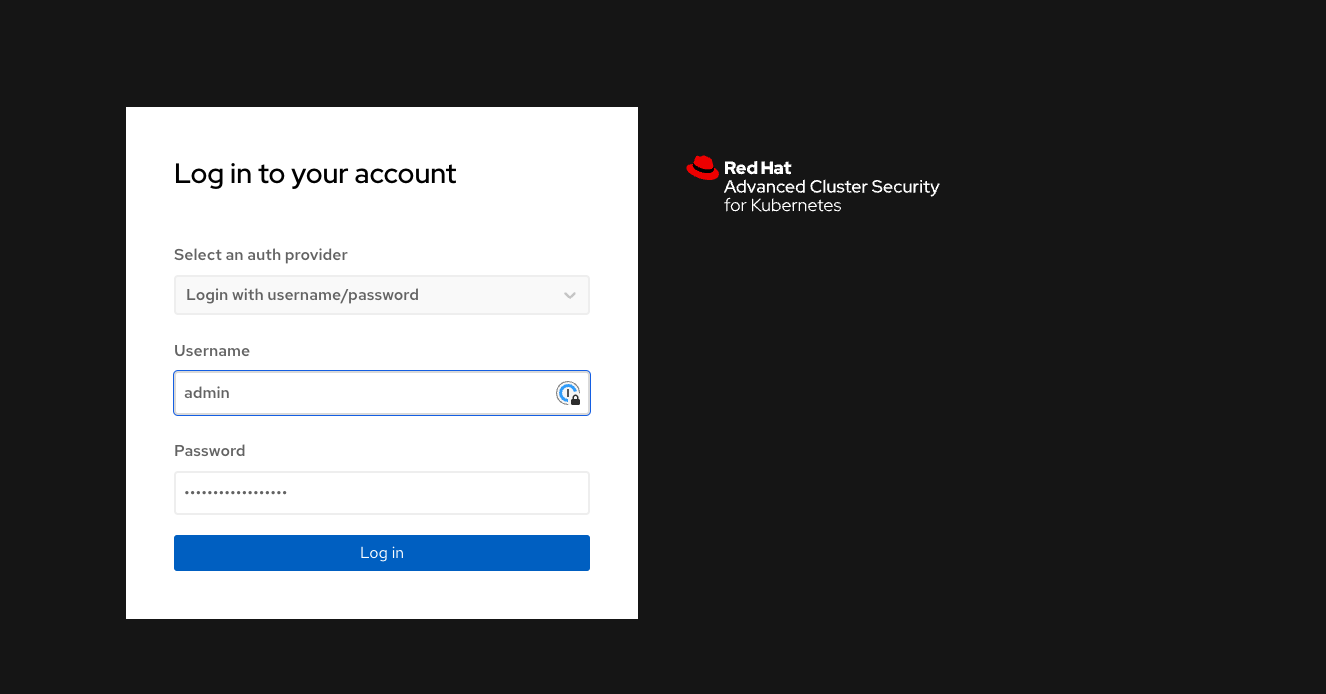 Log in to your account
Select an auth provider
Login with username/password
Username
admin
Password
••••••••••••••••••
Log in
Red Hat
Advanced Cluster Security
for Kubernetes